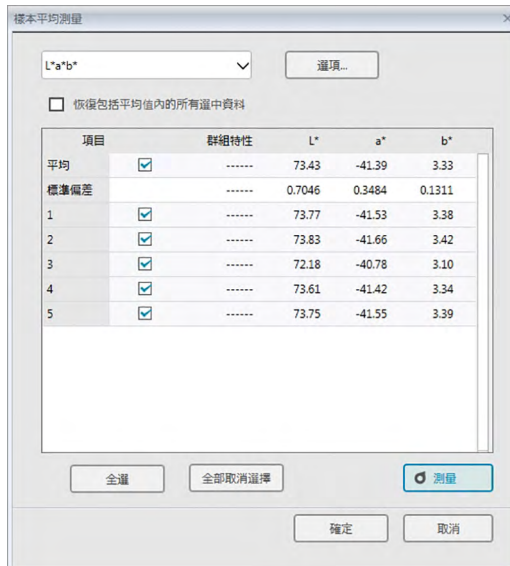 樣本平均測量
L*a*b*
選項...
恢復包括平均值內的所有選中資料
項目 群組特性 L* a* b*
平均 ------ 73.43 -41.39 3.33
標準偏差 ------ 0.7046 0.3484 0.1311
1 ------ 73.77 -41.53 3.38
2 ------ 73.83 -41.66 3.42
3 ------ 72.18 -40.78 3.10
4 ------ 73.61 -41.42 3.34
5 ------ 73.75 -41.55 3.39
全選 全部取消選擇 測量
確定 取消